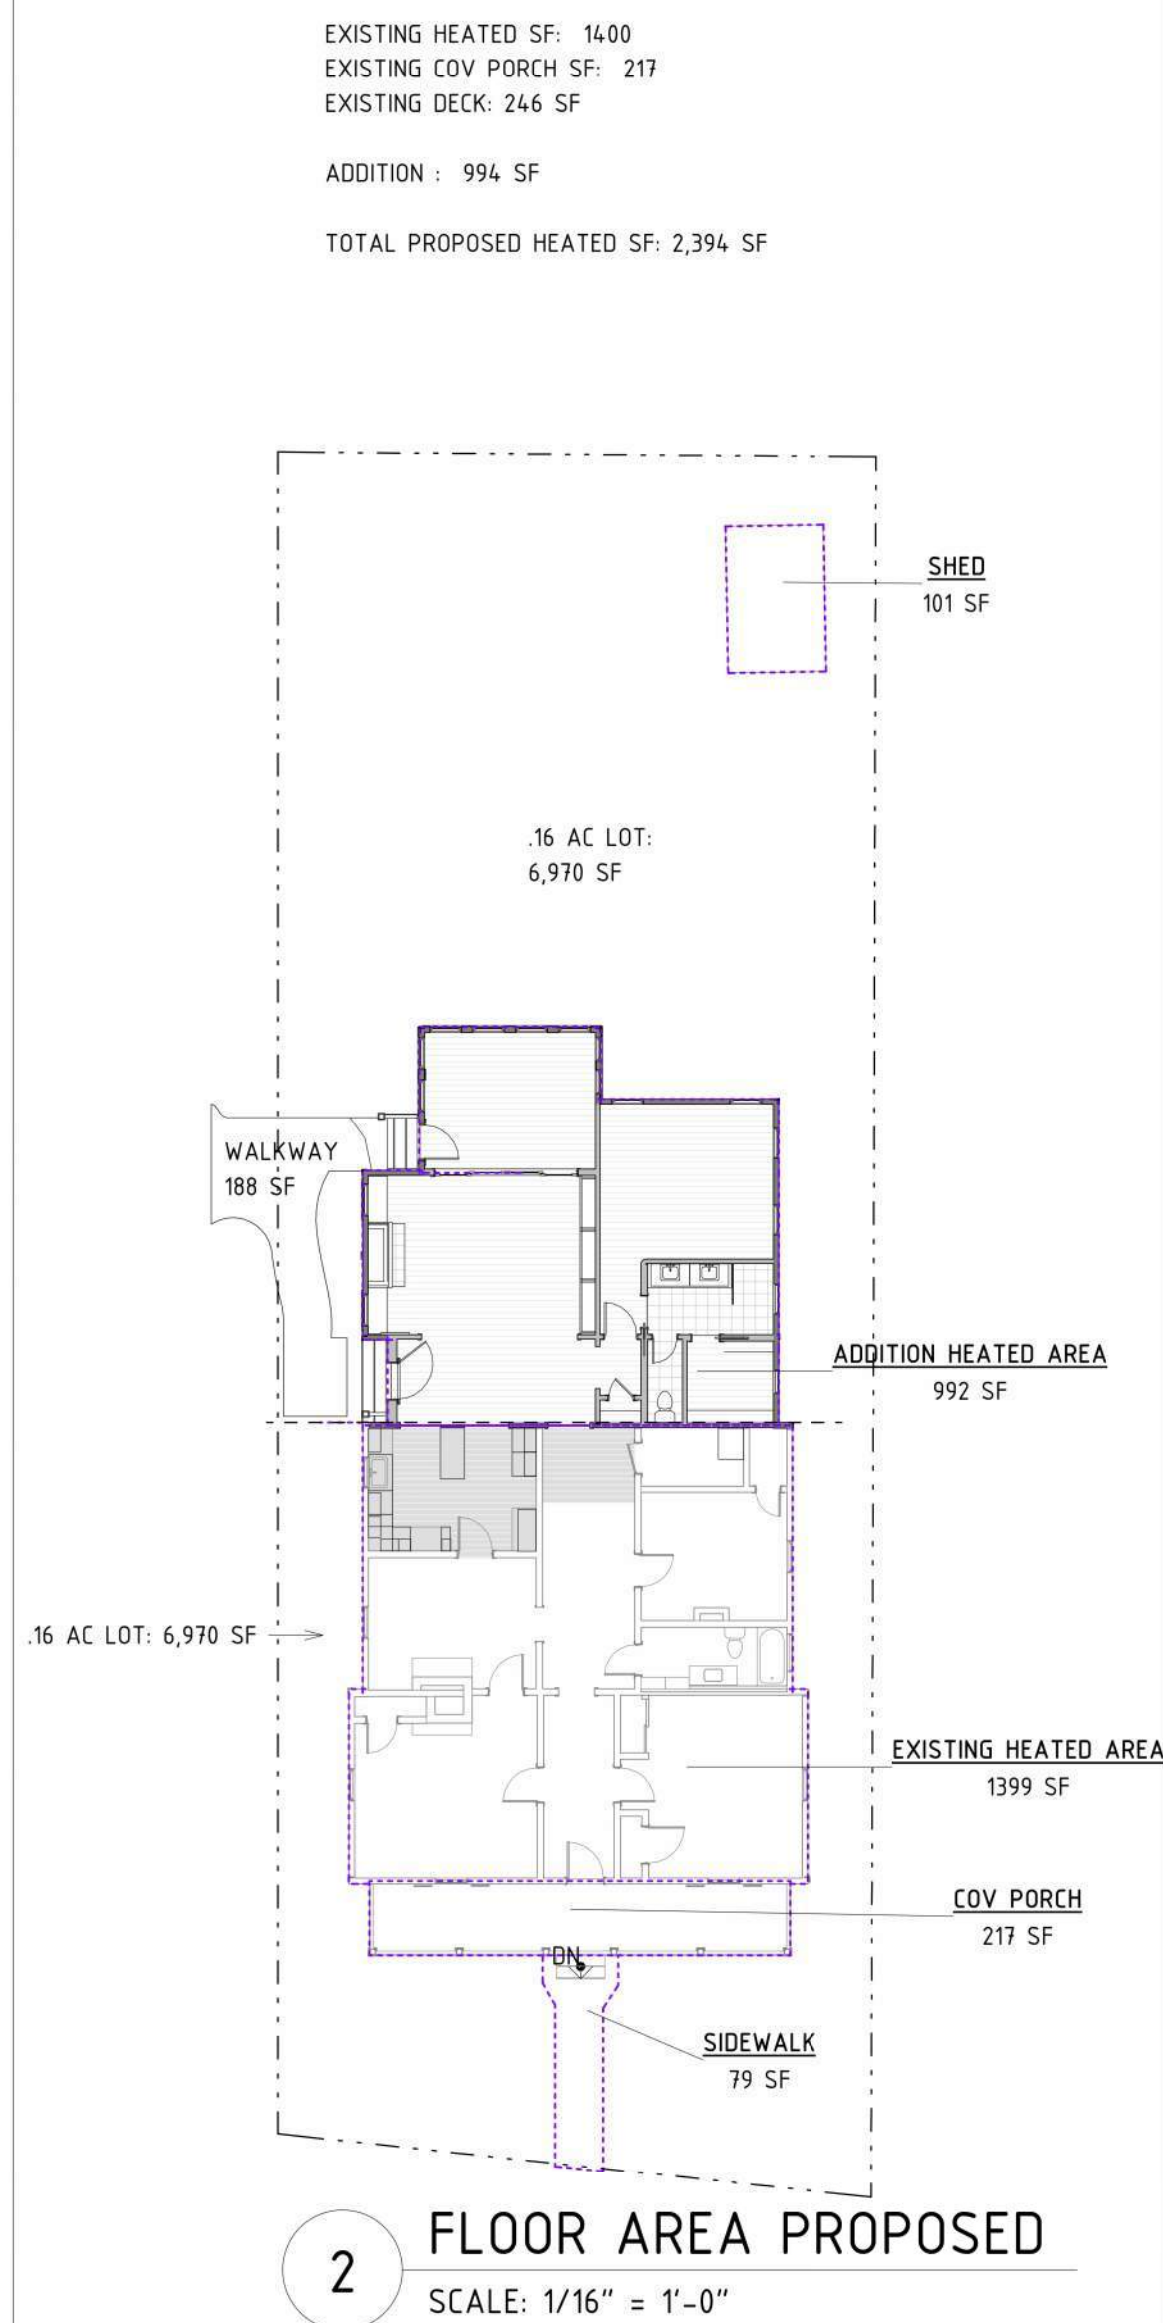 EXISTING HEATED SF: 1400
EXISTING COV PORCH SF: 217
EXISTING DECK: 246 SF
ADDITION : 994 SF
TOTAL PROPOSED HEATED SF: 2,394 SF
SHED
101 SF
.16 AC LOT:
6,970 SF
WALKWAY
188 SF
ADDITION HEATED AREA
992 SF
.16 AC LOT: 6,970 SF
EXISTING HEATED AREA
1399 SF
COV PORCH
217 SF
DN
SIDEWALK
79 SF
2
FLOOR AREA PROPOSED
SCALE: 1/16" = 1'-0"